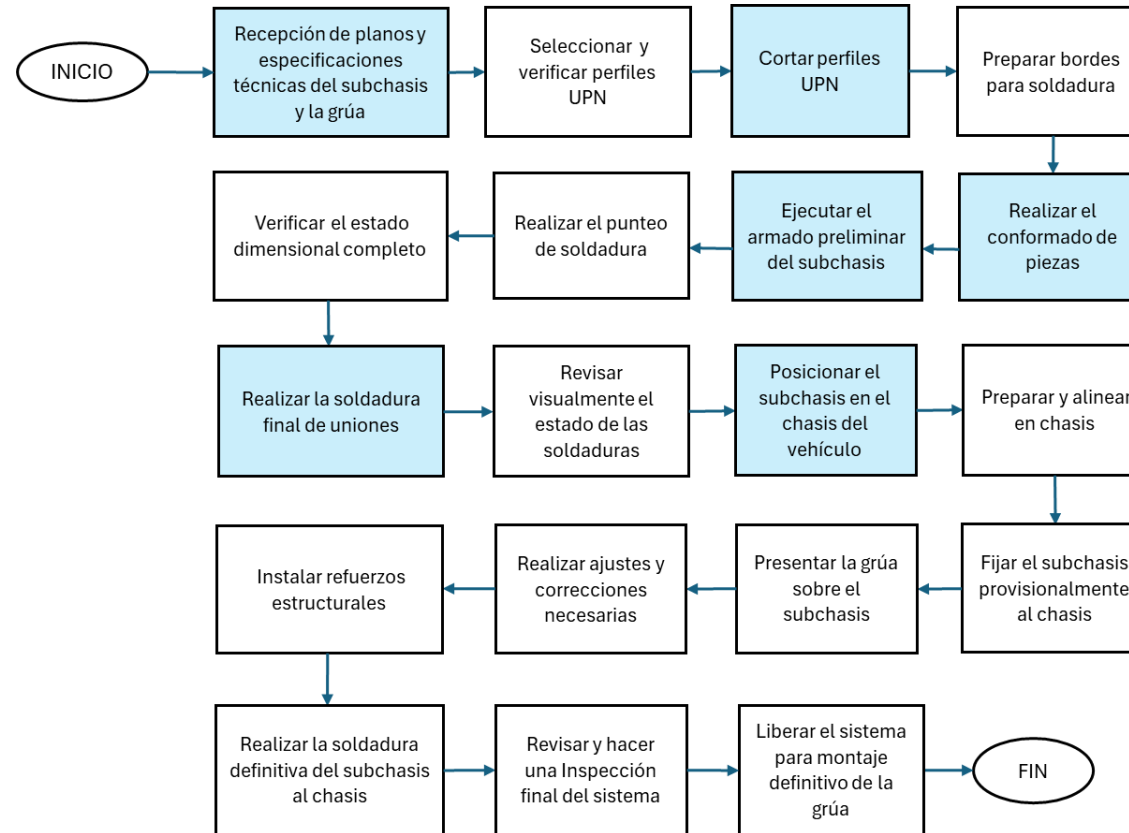 INICIO
Recepción de planos y
especificaciones
técnicas del subchasis
y la grúa
Seleccionar y
verificar perfiles
UPN
Cortar perfiles
UPN
Preparar bordes
para soldadura
Realizar el
conformado de
piezas
Ejecutar el
armado preliminar
del subchasis
Realizar el punteo
de soldadura
Verificar el estado
dimensional completo
Realizar la soldadura
final de uniones
Revisar
visualmente el
estado de las
soldaduras
Posicionar el
subchasis en el
chasis del
vehículo
Preparar y alinear
en chasis
Fijar el subchasis
provisionalmente
al chasis
Presentar la grúa
sobre el
subchasis
Realizar ajustes y
correcciones
necesarias
Instalar refuerzos
estructurales
Realizar la soldadura
definitiva del subchasis
al chasis
Revisar y hacer
una Inspección
final del sistema
Liberar el sistema
para montaje
definitivo de la
grúa
FIN